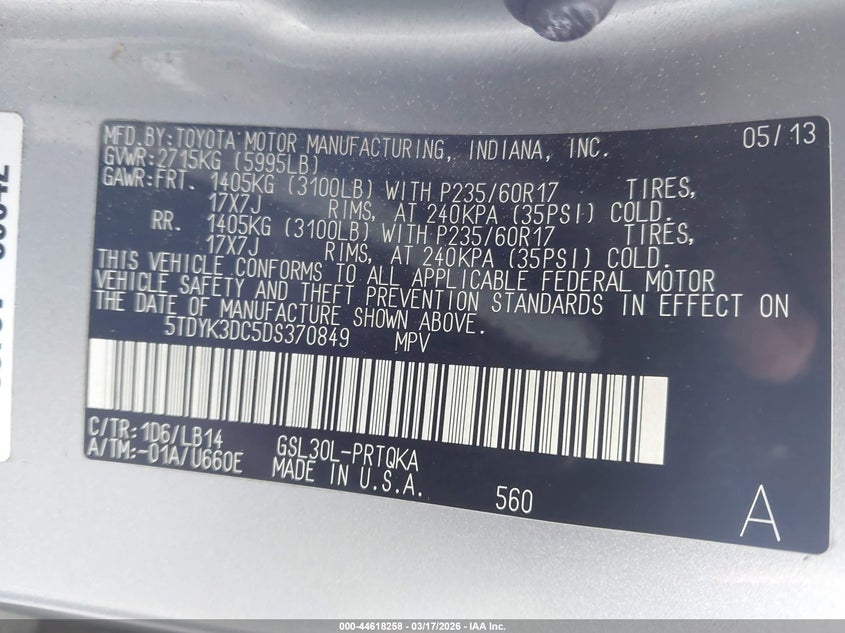 MFD.BY:TOYOTA MOTOR MANUFACTURING, INDIANA, INC. 05/13
GVWR:2715KG (5995LB)
GAWR:FRT. 1405KG (3100LB) WITH P235/60R17 TIRES,
17X7J RIMS, AT 240KPA (35PSI) COLD.
RR. 1405KG (3100LB) WITH P235/60R17 TIRES,
17X7J RIMS, AT 240KPA (35PSI) COLD.
THIS VEHICLE CONFORMS TO ALL APPLICABLE FEDERAL MOTOR
VEHICLE SAFETY AND THEFT PREVENTION STANDARDS IN EFFECT ON
THE DATE OF MANUFACTURE SHOWN ABOVE.
5TDYK3DC5DS370849 MPV
C/TR:1D6/LB14 GSL30L-PRTQKA
A/TM:-01A/U660E MADE IN U.S.A. 560
A
000-44618258 - 03/17/2026 - IAA Inc.